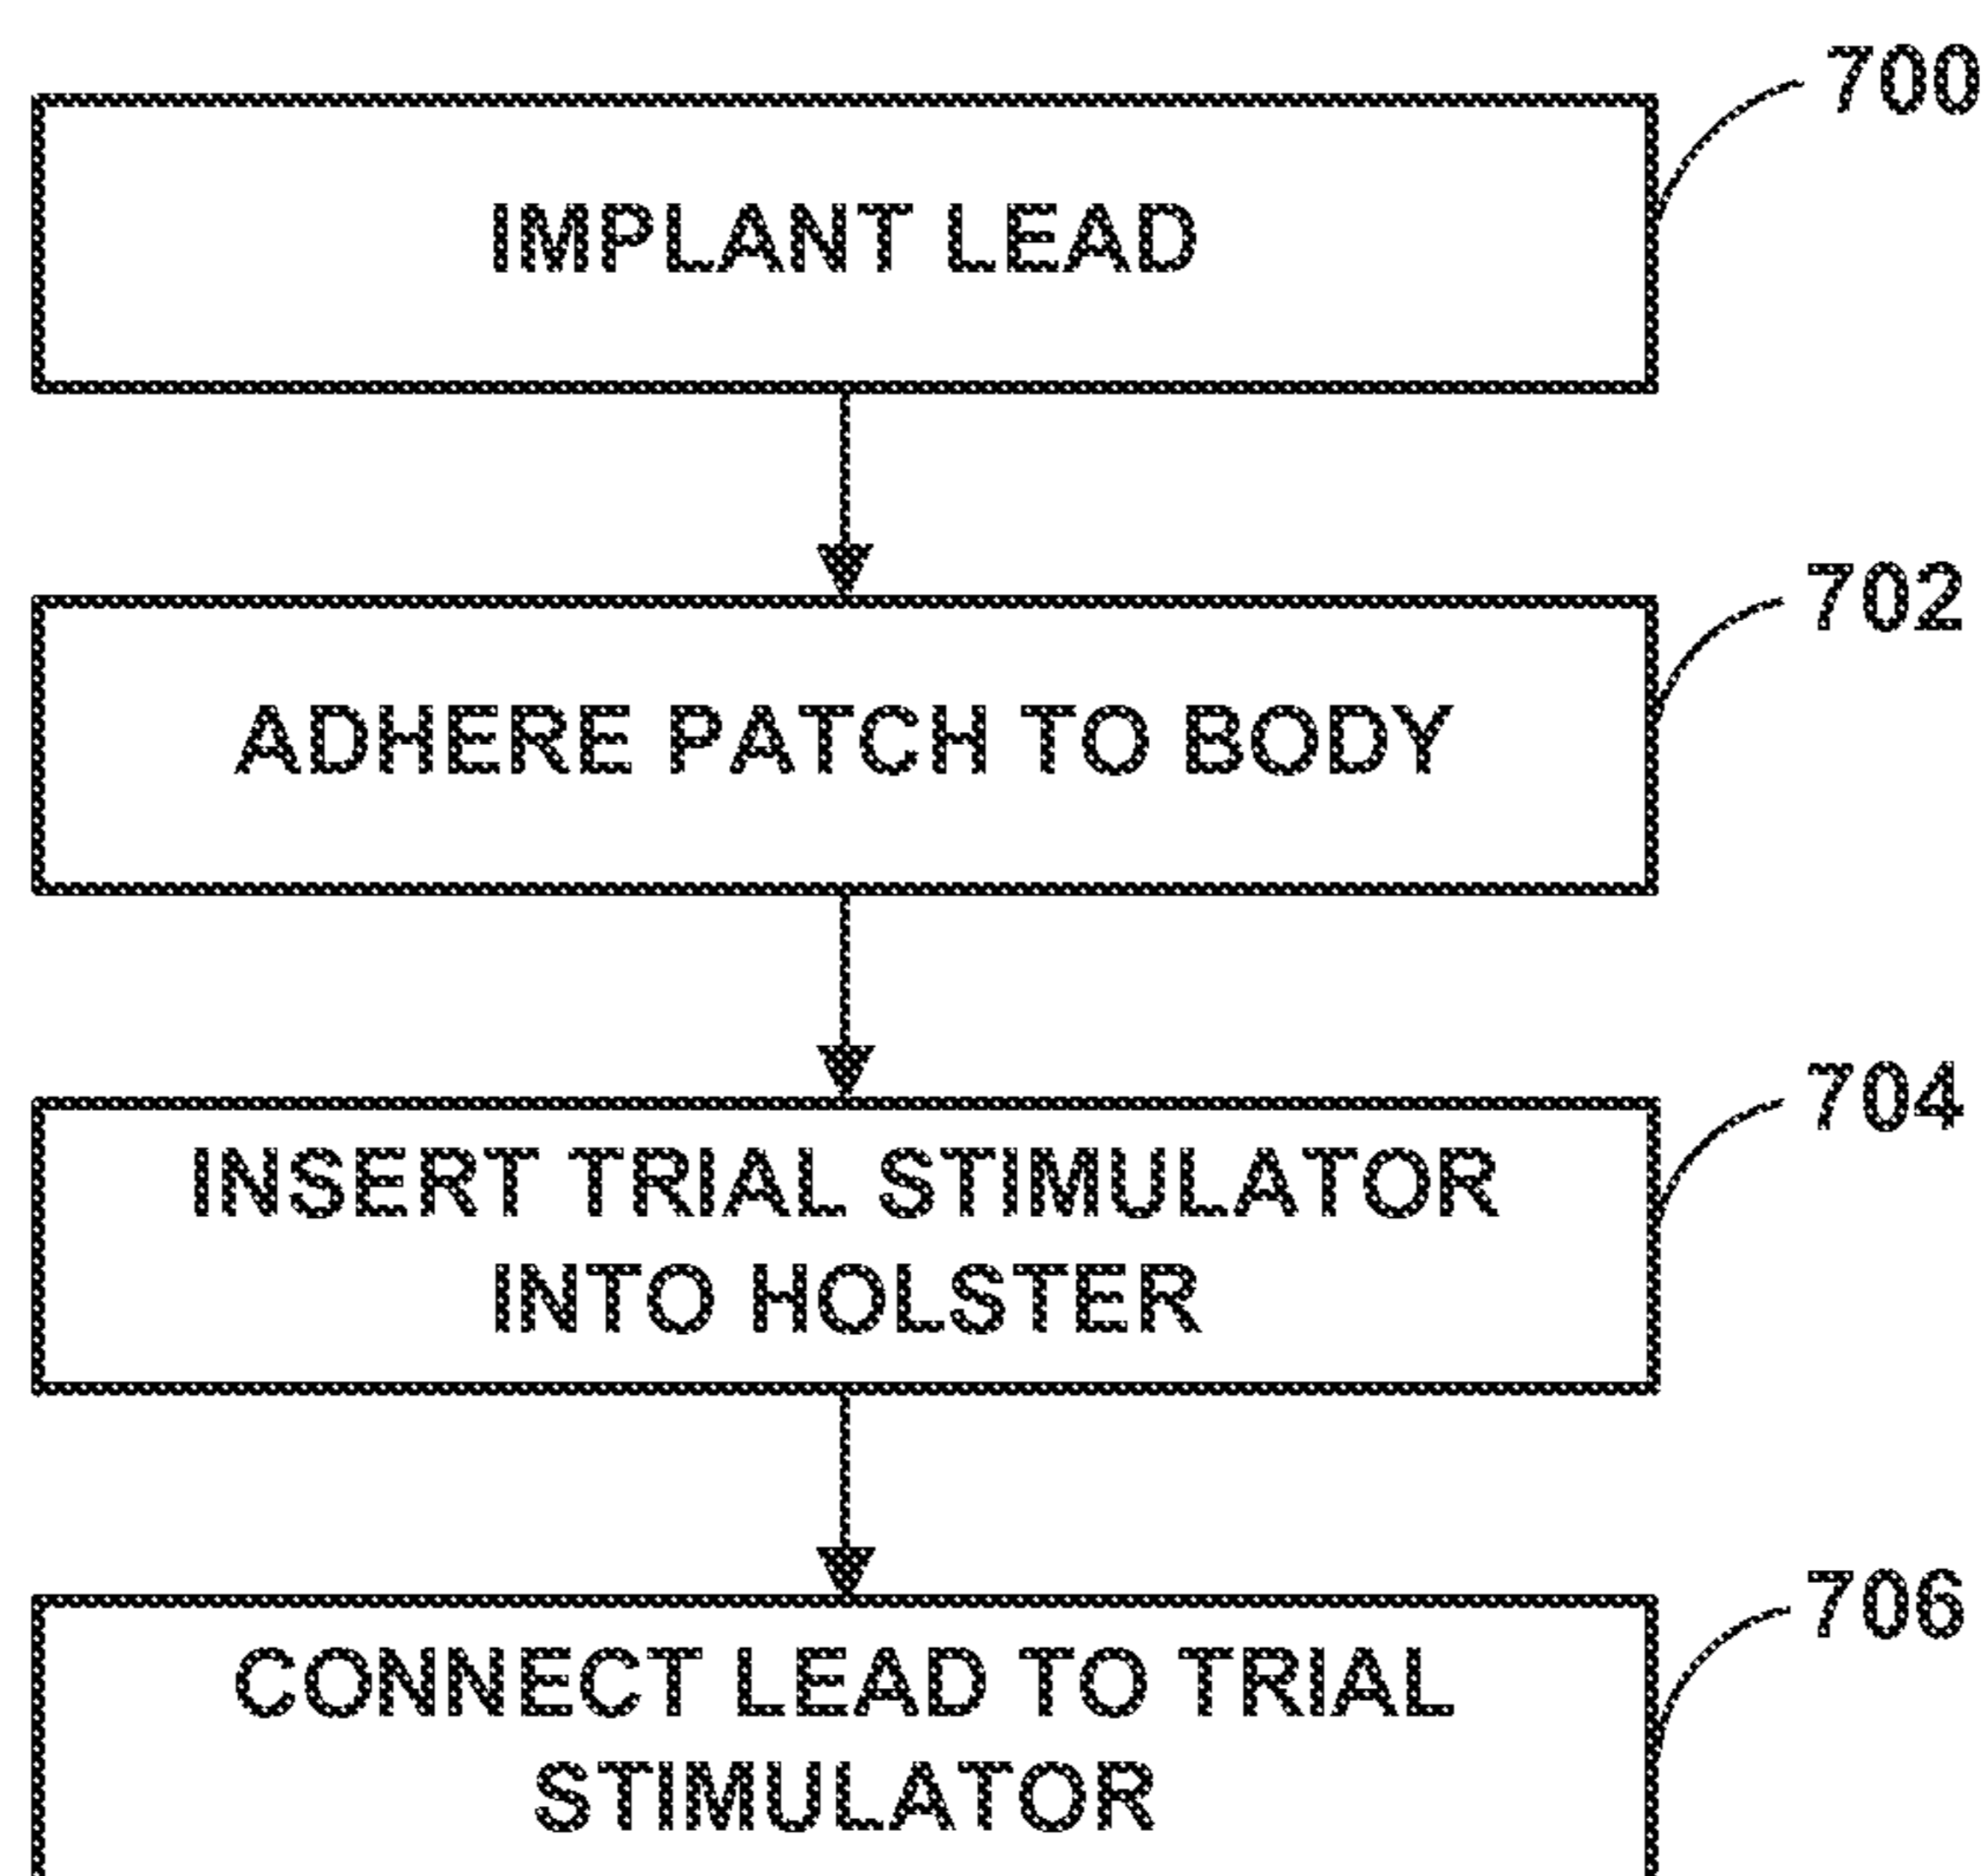 700
IMPLANT LEAD
702
ADHERE PATCH TO BODY
704
INSERT TRIAL STIMULATOR
INTO HOLSTER
706
CONNECT LEAD TO TRIAL
STIMULATOR